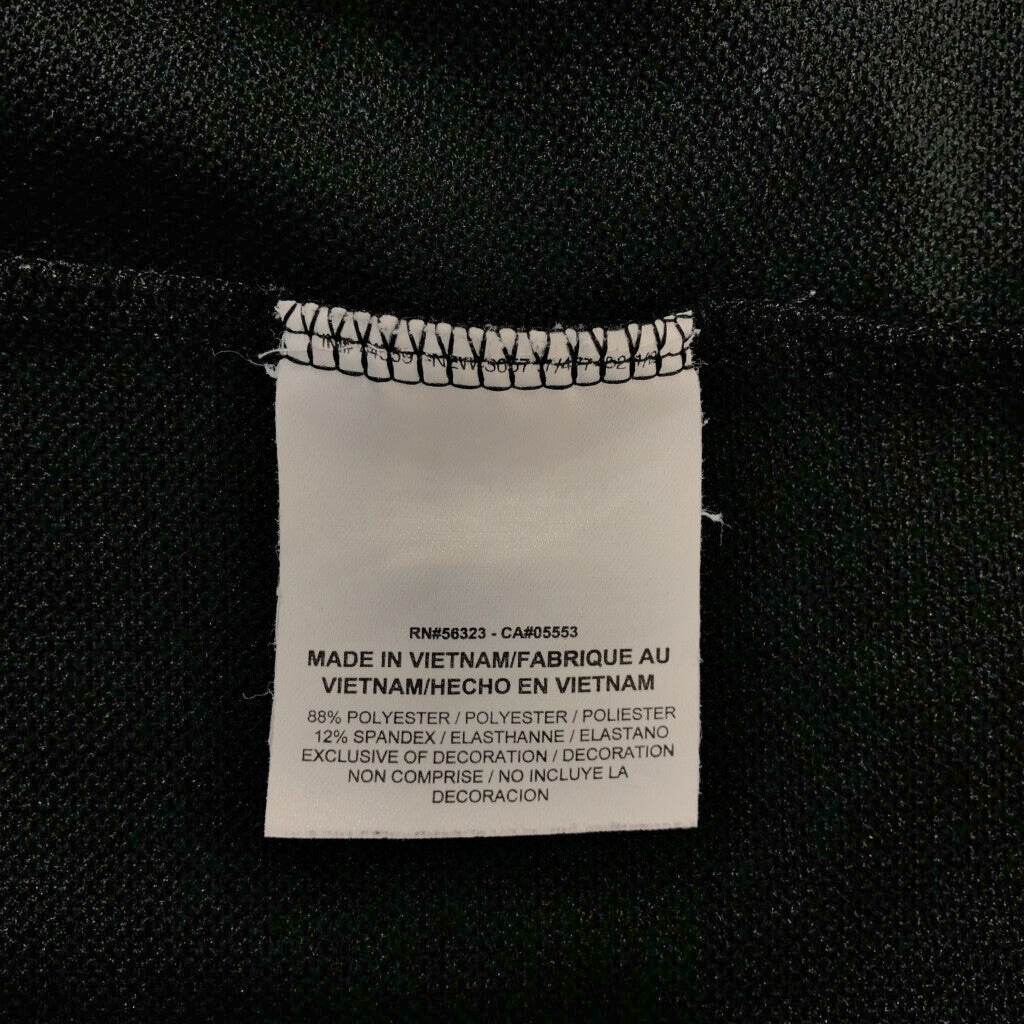 RN#56323 - CA#05553
MADE IN VIETNAM/FABRIQUE AU
VIETNAM/HECHO EN VIETNAM
88% POLYESTER / POLYESTER / POLIESTER
12% SPANDEX / ELASTHANNE / ELASTANO
EXCLUSIVE OF DECORATION / DECORATION
NON COMPRISE / NO INCLUYE LA
DECORACION